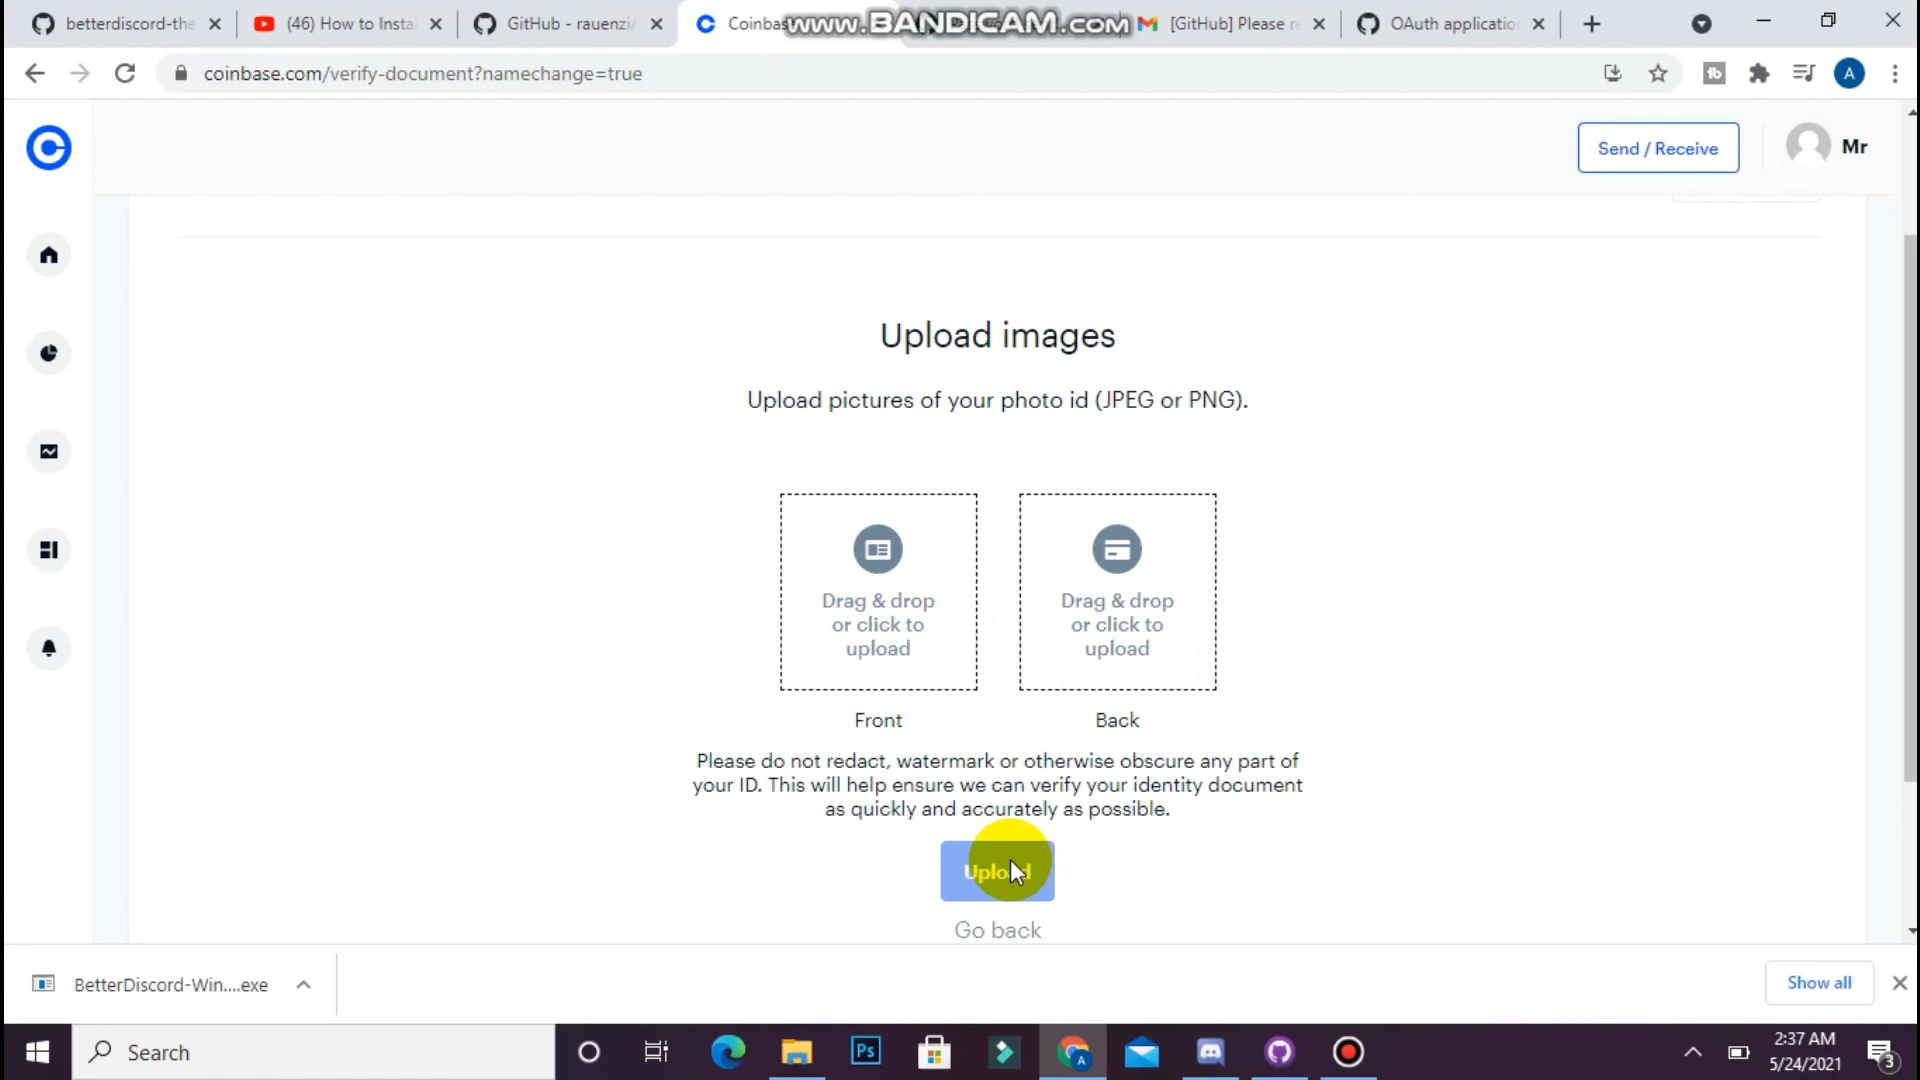 betterdiscord-the
(46) How to Insta
GitHub - rauenzi/
Coinbas
www.BANDICAM.com
[GitHub] Please re
OAuth applicatio
coinbase.com/verify-document?namechange=true
A
Send / Receive
Mr
Upload images
Upload pictures of your photo id (JPEG or PNG).
Drag & drop
or click to
upload
Drag & drop
or click to
upload
Front
Back
Please do not redact, watermark or otherwise obscure any part of
your ID. This will help ensure we can verify your identity document
as quickly and accurately as possible.
Upload
Go back
BetterDiscord-Win....exe
Show all
Search
Ps
A
2:37 AM
5/24/2021
3